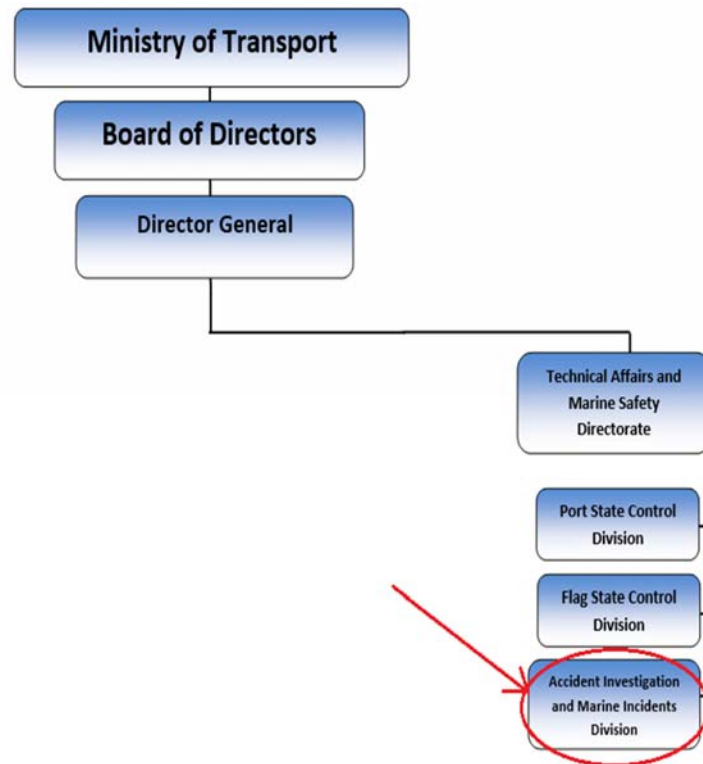 Ministry of Transport
Board of Directors
Director General
Technical Affairs and
Marine Safety
Directorate
Port State Control
Division
Flag State Control
Division
Accident Investigation
and Marine Incidents
Division